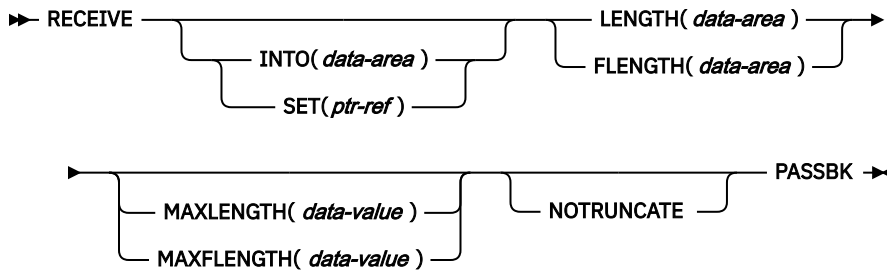 RECEIVE LENGTH( data-area )
INTO( data-area ) FLENGTH( data-area )
SET( ptr-ref )
PASSBK
MAXLENGTH( data-value ) NOTRUNCATE
MAXFLENGTH( data-value )